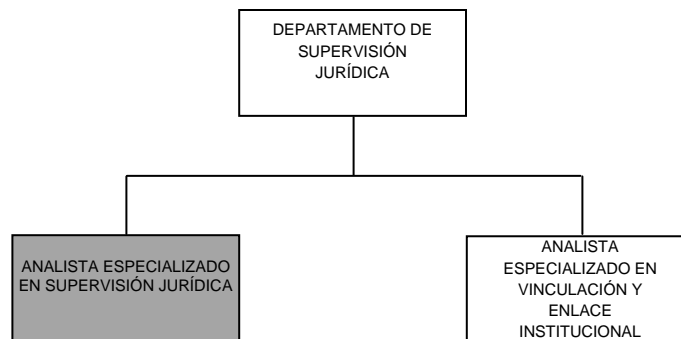 DEPARTAMENTO DE
SUPERVISIÓN
JURÍDICA
ANALISTA ESPECIALIZADO
EN SUPERVISIÓN JURÍDICA
ANALISTA
ESPECIALIZADO EN
VINCULACIÓN Y
ENLACE
INSTITUCIONAL